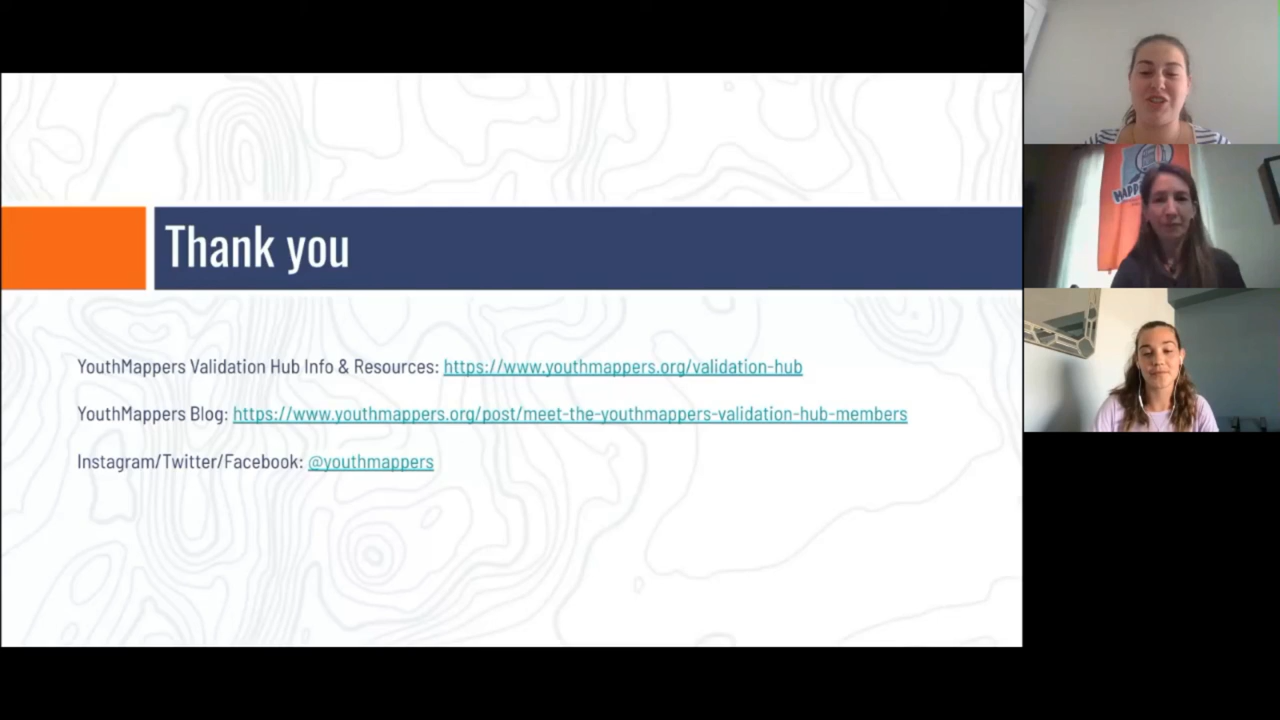 Thank you
YouthMappers Validation Hub Info & Resources: https://www.youthmappers.org/validation-hub
YouthMappers Blog: https://www.youthmappers.org/post/meet-the-youthmappers-validation-hub-members
Instagram/Twitter/Facebook: @youthmappers